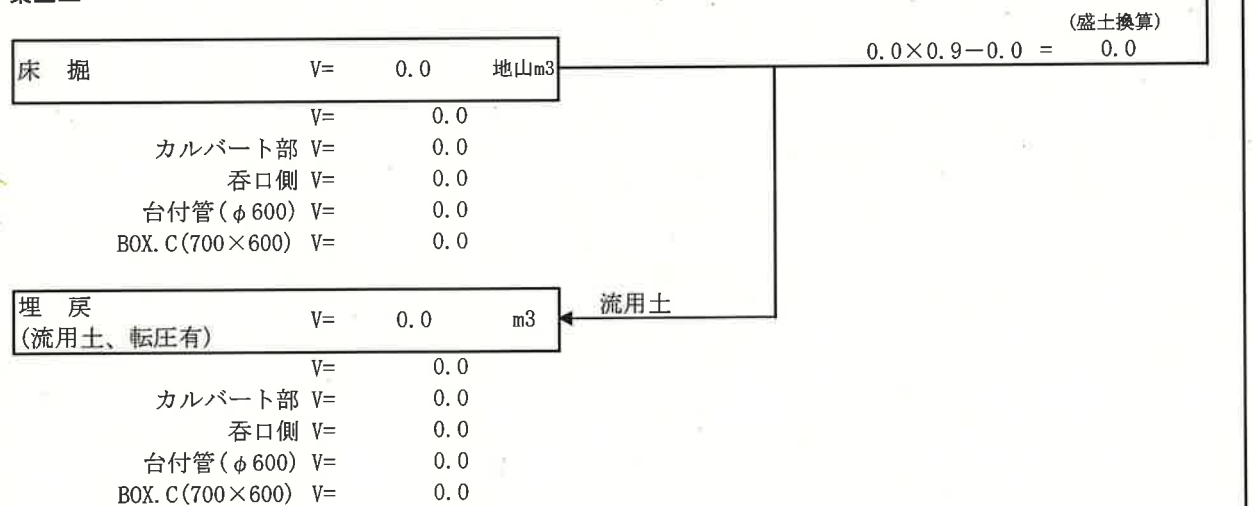 (盛土換算)
0.0×0.9－0.0 = 0.0
床 掘 V= 0.0 地山m3
V= 0.0
カルバート部 V= 0.0
呑口側 V= 0.0
台付管(φ600) V= 0.0
BOX.C(700×600) V= 0.0
流用土
埋 戻 V= 0.0 m3
(流用土、転圧有)
V= 0.0
カルバート部 V= 0.0
呑口側 V= 0.0
台付管(φ600) V= 0.0
BOX.C(700×600) V= 0.0